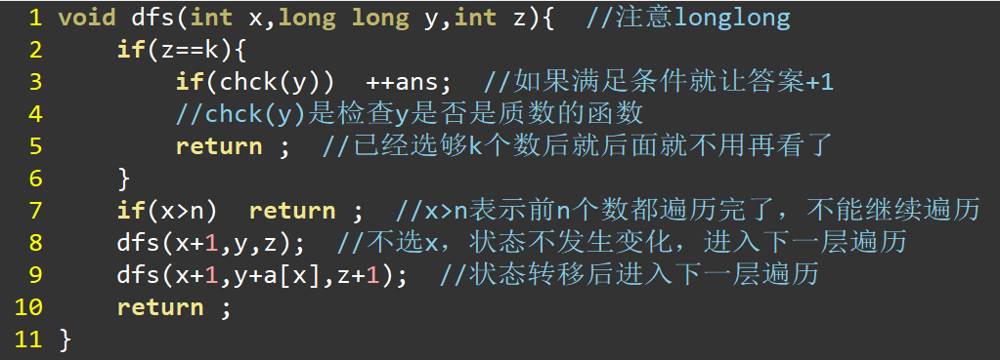 1 void dfs(int x,long long y,int z){ //注意longlong
2 if(z==k){
3 if(chck(y)) ++ans; //如果满足条件就让答案+1
4 //chck(y)是检查y是否是质数的函数
5 return ; //已经选够k个数后就后面就不用再看了
6 }
7 if(x>n) return ; //x>n表示前n个数都遍历完了，不能继续遍历
8 dfs(x+1,y,z); //不选x，状态不发生变化，进入下一层遍历
9 dfs(x+1,y+a[x],z+1); //状态转移后进入下一层遍历
10 return ;
11 }